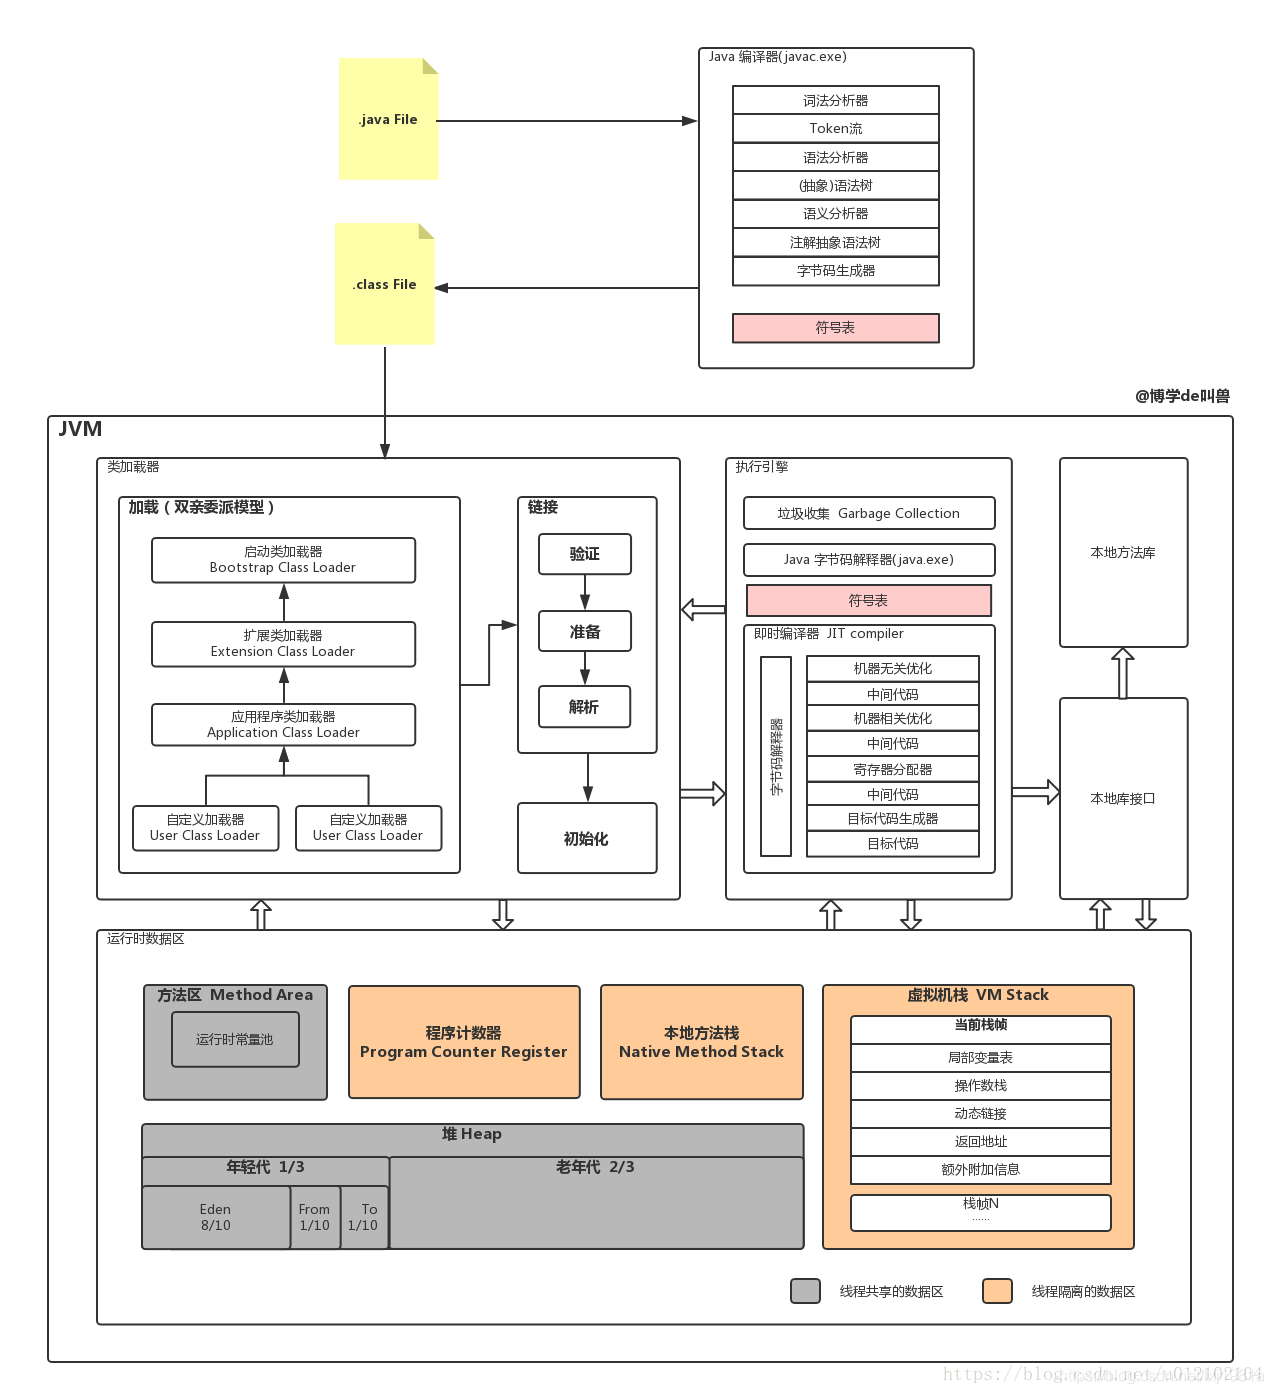 .java File
Java 编译器(javac.exe)
词法分析器
Token流
语法分析器
(抽象)语法树
语义分析器
注解抽象语法树
字节码生成器
符号表
.class File
@博学de叫兽
JVM
类加载器
加载（双亲委派模型）
启动类加载器
Bootstrap Class Loader
扩展类加载器
Extension Class Loader
应用程序类加载器
Application Class Loader
自定义加载器
User Class Loader
自定义加载器
User Class Loader
链接
验证
准备
解析
初始化
执行引擎
垃圾收集 Garbage Collection
Java 字节码解释器(java.exe)
符号表
即时编译器 JIT compiler
字节码解释器
机器无关优化
中间代码
机器相关优化
中间代码
寄存器分配器
中间代码
目标代码生成器
目标代码
本地方法库
本地库接口
运行时数据区
方法区 Method Area
运行时常量池
程序计数器
Program Counter Register
本地方法栈
Native Method Stack
虚拟机栈 VM Stack
当前栈帧
局部变量表
操作数栈
动态链接
返回地址
额外附加信息
栈帧N
......
堆 Heap
年轻代 1/3
老年代 2/3
Eden
8/10
From
1/10
To
1/10
线程共享的数据区
线程隔离的数据区
https://blog.csdn.net/u012102104